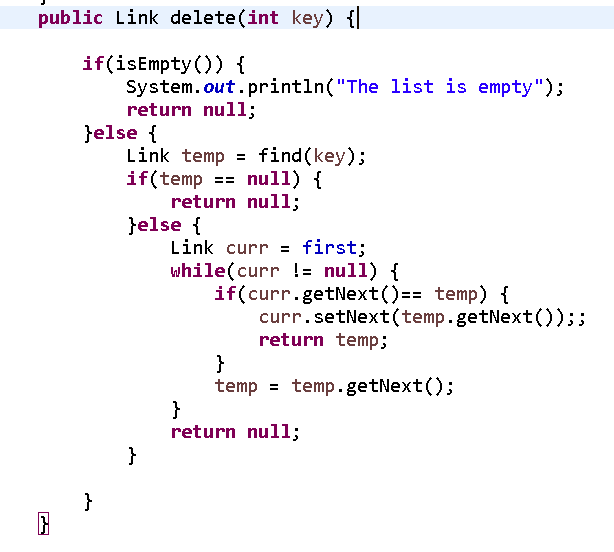 public Link delete(int key) {
if(isEmpty()) {
System.out.println("The list is empty");
return null;
}else {
Link temp = find(key);
if(temp == null) {
return null;
}else {
Link curr = first;
while(curr != null) {
if(curr.getNext()== temp) {
curr.setNext(temp.getNext());;
return temp;
}
temp = temp.getNext();
}
return null;
}
}
}